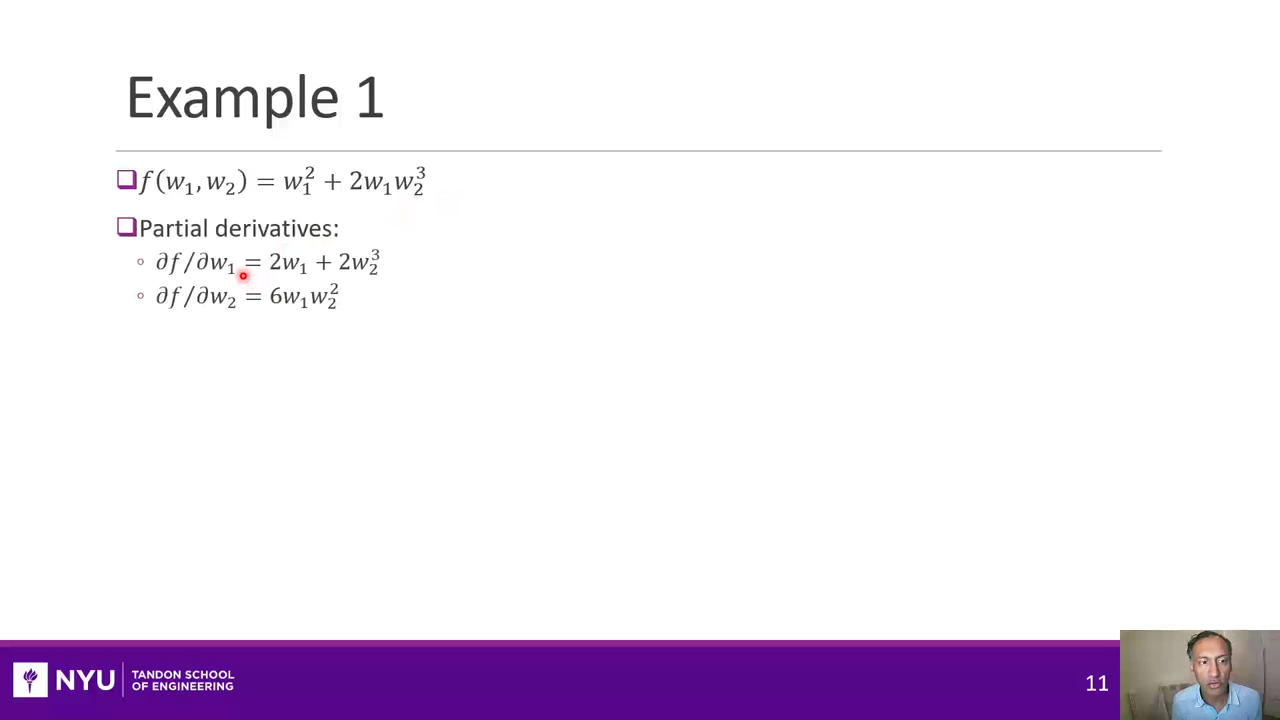 Example 1
❑f(w₁, w₂) = w₁² + 2w₁w₂³
❑Partial derivatives:
◦ ∂f/∂w₁ = 2w₁ + 2w₂³
◦ ∂f/∂w₂ = 6w₁w₂²
NYU
TANDON SCHOOL
OF ENGINEERING
11